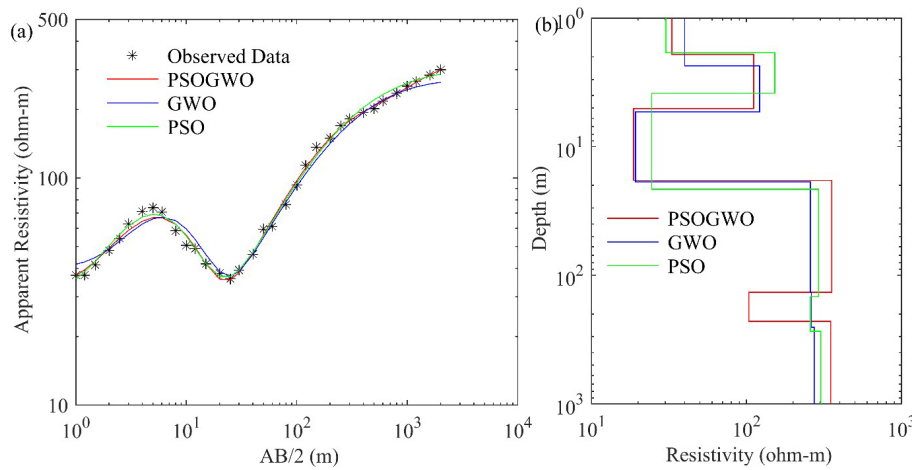 (a)
500
100
10
Apparent Resistivity (ohm-m)
Observed Data
PSOGWO
GWO
PSO
10^0
10^1
10^2
10^3
10^4
AB/2 (m)
(b)
10^0
10^1
10^2
10^3
Depth (m)
PSOGWO
GWO
PSO
10^1
10^2
10^3
Resistivity (ohm-m)